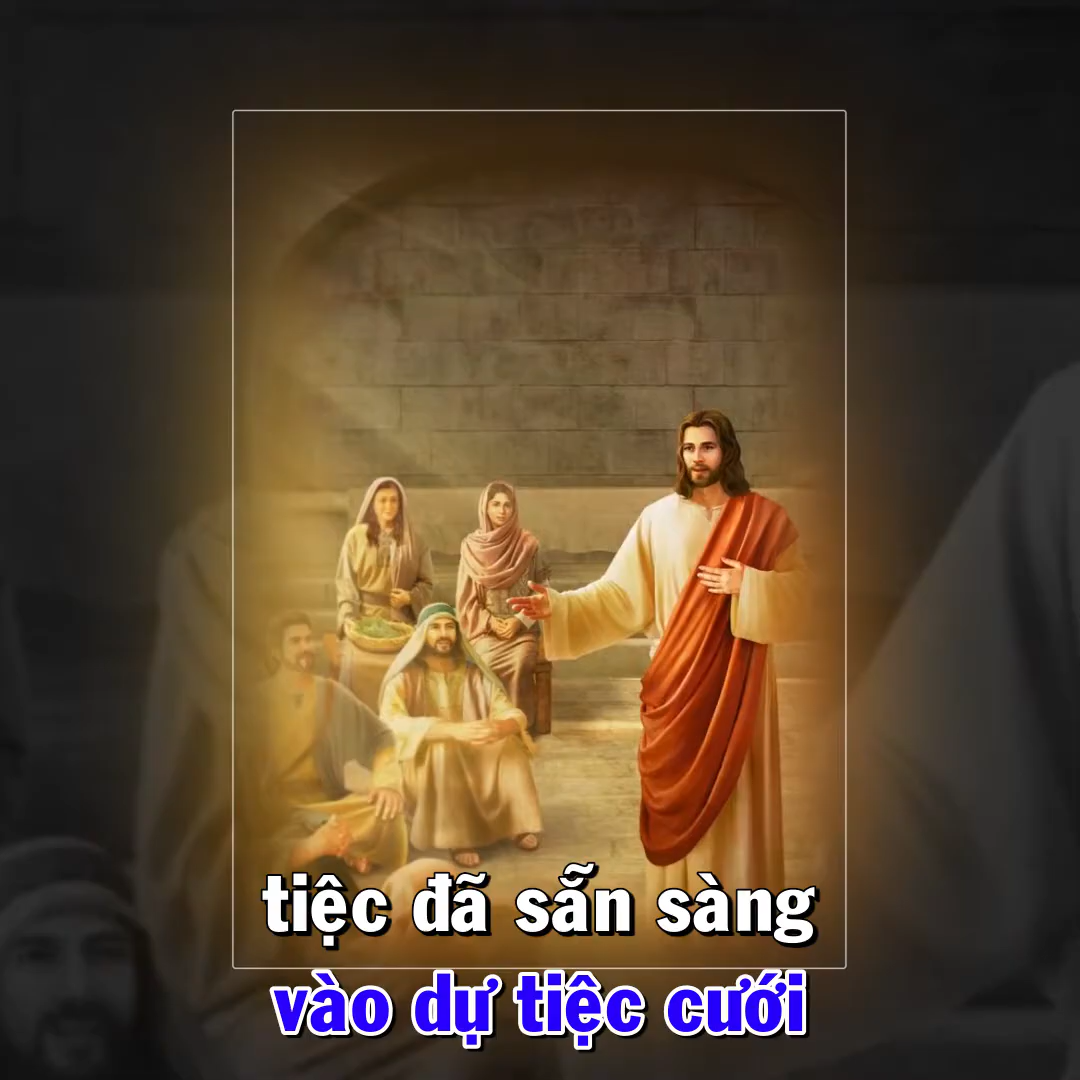 tiệc đã sẵn sàng
vào dự tiệc cưới